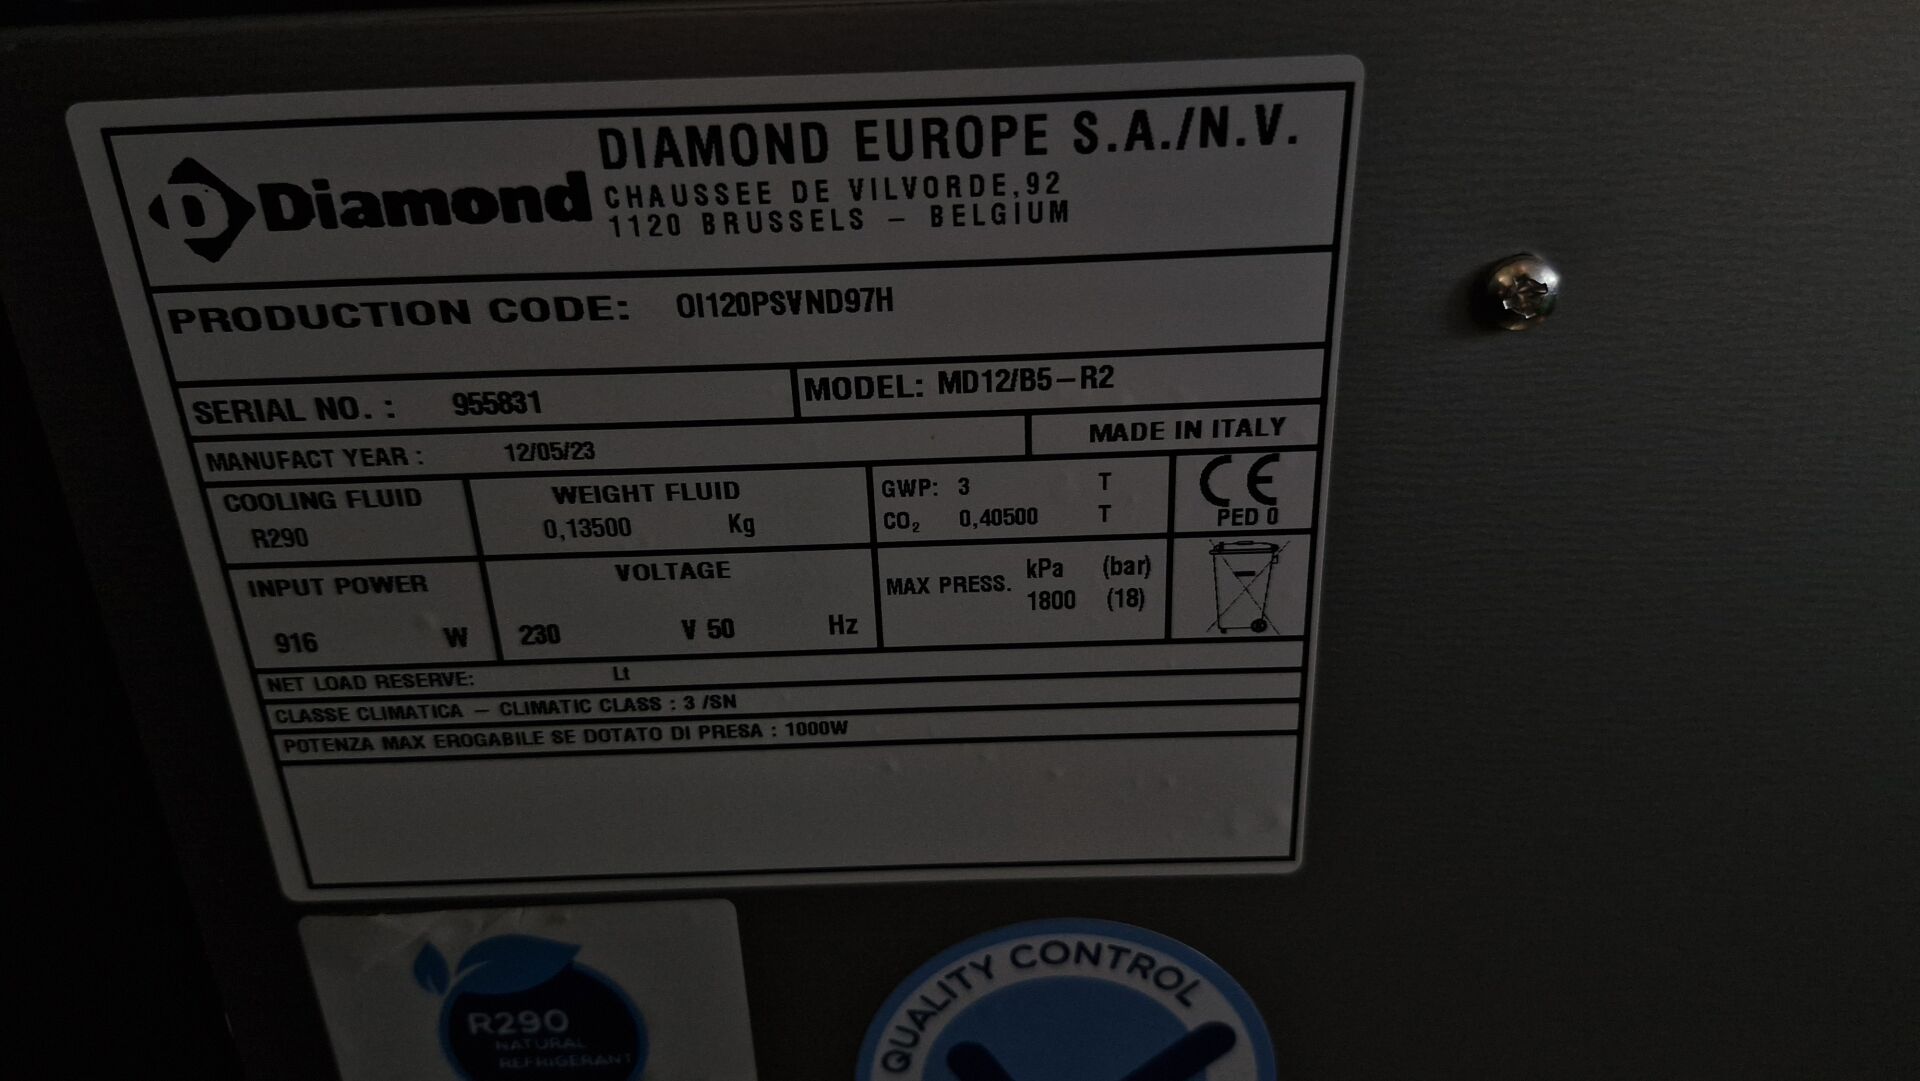 Diamond
DIAMOND EUROPE S.A./N.V.
CHAUSSEE DE VILVORDE,92
1120 BRUSSELS – BELGIUM
PRODUCTION CODE: OI120PSVND97H
SERIAL NO. : 955831
MODEL: MD12/B5–R2
MANUFACT YEAR : 12/05/23
MADE IN ITALY
COOLING FLUID
R290
WEIGHT FLUID
0,13500 Kg
GWP: 3 T
CO₂ 0,40500 T
CE
PED 0
INPUT POWER
916 W
VOLTAGE
230 V 50 Hz
MAX PRESS. kPa (bar)
1800 (18)
NET LOAD RESERVE: Lt
CLASSE CLIMATICA – CLIMATIC CLASS : 3 /SN
POTENZA MAX EROGABILE SE DOTATO DI PRESA : 1000W
R290
NATURAL
REFRIGERANT
QUALITY CONTROL